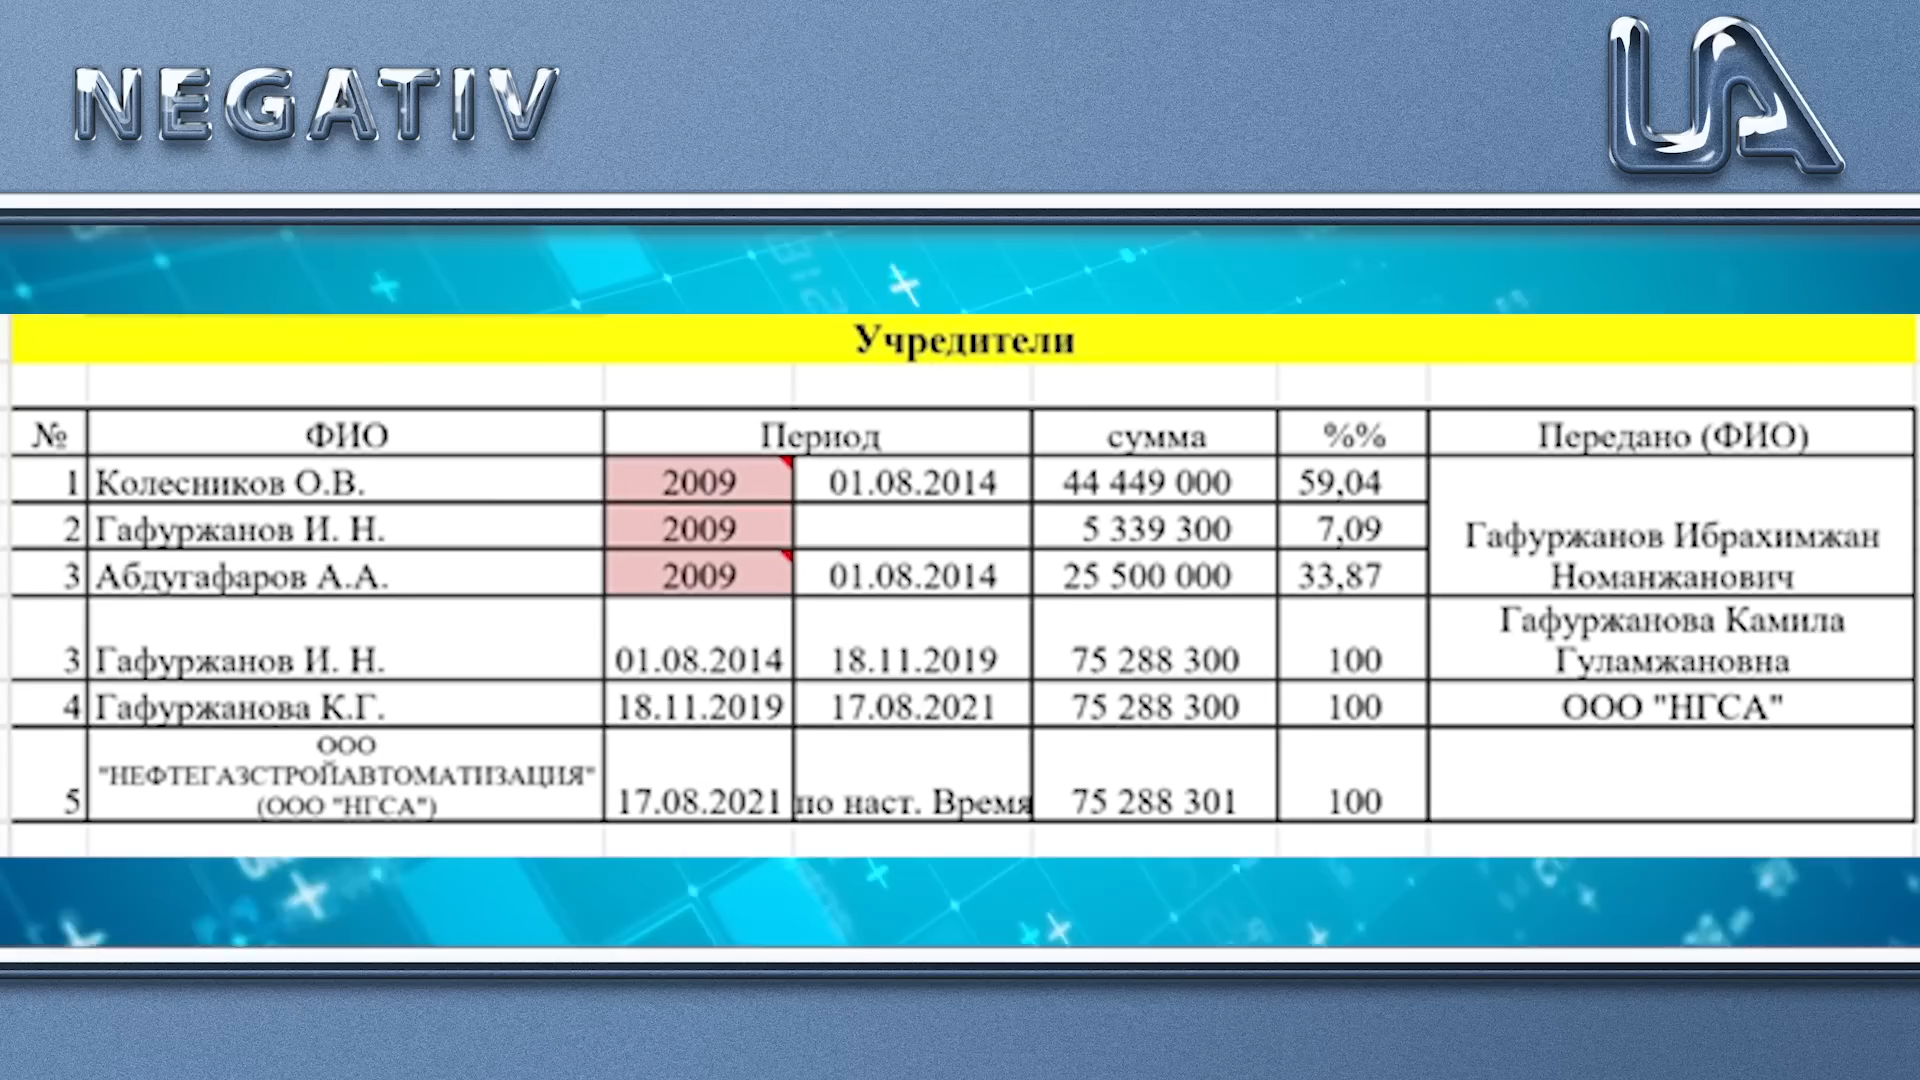 NEGATIV
UA
Учредители
№ ФИО Период сумма %% Передано (ФИО)
1 Колесников О.В. 2009 01.08.2014 44 449 000 59,04
2 Гафуржанов И. Н. 2009 5 339 300 7,09
3 Абдугафаров А.А. 2009 01.08.2014 25 500 000 33,87
Гафуржанов Ибрахимжан
Номанжанович
3 Гафуржанов И. Н. 01.08.2014 18.11.2019 75 288 300 100
Гафуржанова Камила
Гуламжановна
4 Гафуржанова К.Г. 18.11.2019 17.08.2021 75 288 300 100 ООО "НГСА"
ООО
"НЕФТЕГАЗСТРОЙАВТОМАТИЗАЦИЯ"
(ООО "НГСА")
5 17.08.2021 по наст. Время 75 288 301 100